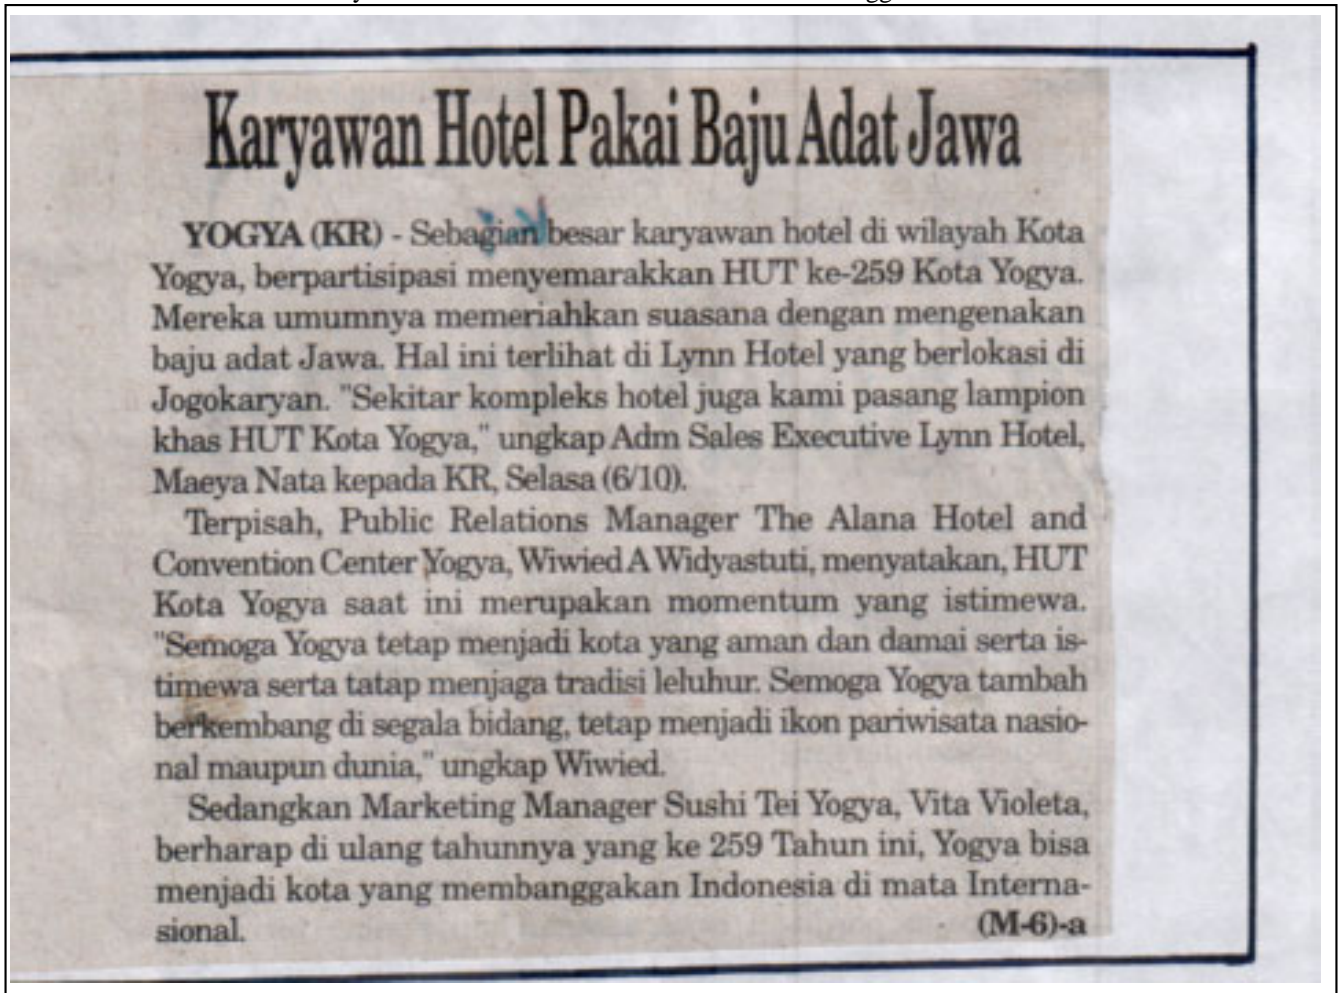 Karyawan Hotel Pakai Baju Adat Jawa
YOGYA (KR) - Sebagian besar karyawan hotel di wilayah Kota
Yogya, berpartisipasi menyemarakkan HUT ke-259 Kota Yogya.
Mereka umumnya memeriahkan suasana dengan mengenakan
baju adat Jawa. Hal ini terlihat di Lynn Hotel yang berlokasi di
Jogokaryan. "Sekitar kompleks hotel juga kami pasang lampion
khas HUT Kota Yogya," ungkap Adm Sales Executive Lynn Hotel,
Maeya Nata kepada KR, Selasa (6/10).
Terpisah, Public Relations Manager The Alana Hotel and
Convention Center Yogya, Wiwied A Widyastuti, menyatakan, HUT
Kota Yogya saat ini merupakan momentum yang istimewa.
"Semoga Yogya tetap menjadi kota yang aman dan damai serta is-
timewa serta tatap menjaga tradisi leluhur. Semoga Yogya tambah
berkembang di segala bidang, tetap menjadi ikon pariwisata nasio-
nal maupun dunia," ungkap Wiwied.
Sedangkan Marketing Manager Sushi Tei Yogya, Vita Violeta,
berharap di ulang tahunnya yang ke 259 Tahun ini, Yogya bisa
menjadi kota yang membanggakan Indonesia di mata Interna-
sional. (M-6)-a